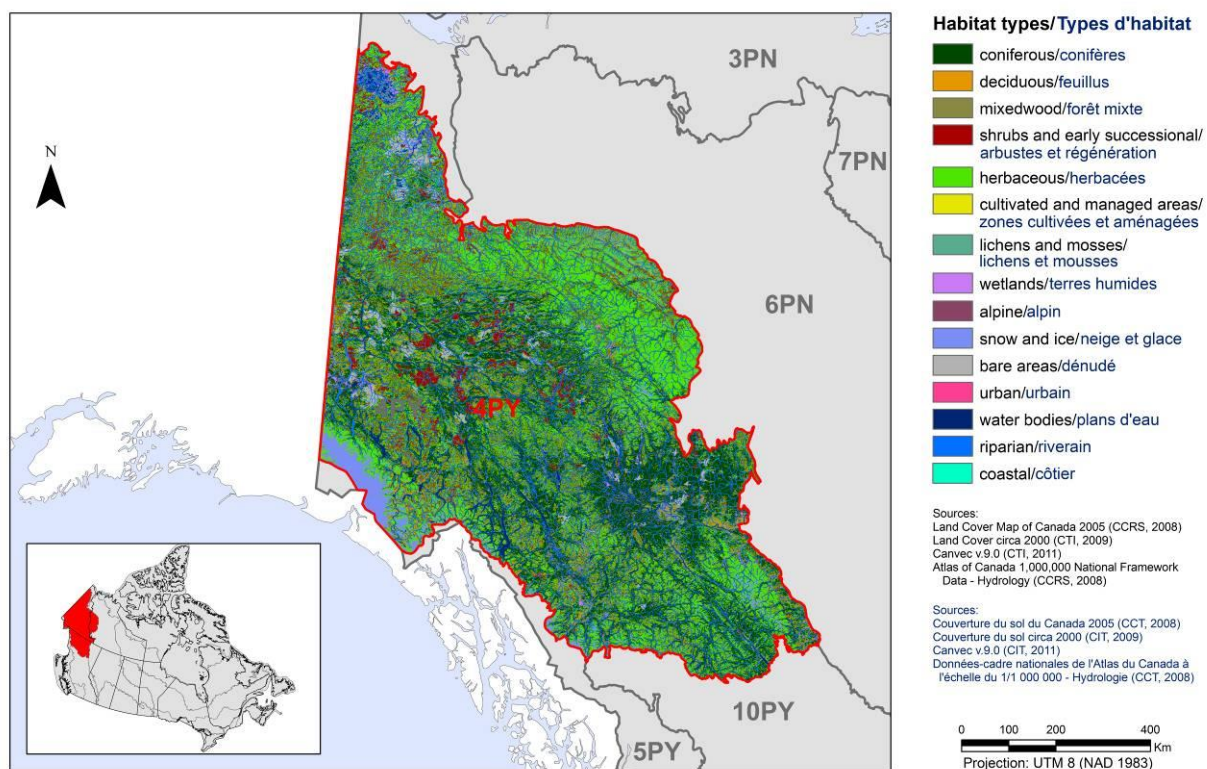 3PN
7PN
6PN
4PY
10PY
5PY
N
Habitat types/Types d'habitat
coniferous/conifères
deciduous/feuillus
mixedwood/forêt mixte
shrubs and early successional/
arbustes et régénération
herbaceous/herbacées
cultivated and managed areas/
zones cultivées et aménagées
lichens and mosses/
lichens et mousses
wetlands/terres humides
alpine/alpin
snow and ice/neige et glace
bare areas/dénudé
urban/urbain
water bodies/plans d'eau
riparian/riverain
coastal/côtier
Sources:
Land Cover Map of Canada 2005 (CCRS, 2008)
Land Cover circa 2000 (CTI, 2009)
Canvec v.9.0 (CTI, 2011)
Atlas of Canada 1,000,000 National Framework
Data - Hydrology (CCRS, 2008)
Sources:
Couverture du sol du Canada 2005 (CCT, 2008)
Couverture du sol circa 2000 (CIT, 2009)
Canvec v.9.0 (CIT, 2011)
Données-cadre nationales de l'Atlas du Canada à
l'échelle du 1/1 000 000 - Hydrologie (CCT, 2008)
0 100 200 400
Km
Projection: UTM 8 (NAD 1983)